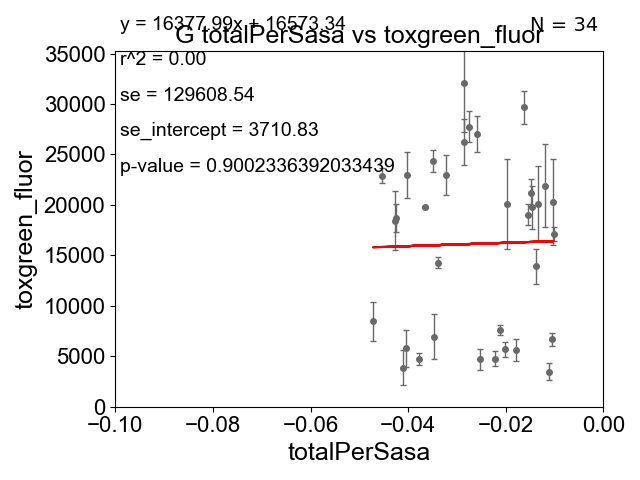 y = 16377.99x + 16573.34
N = 34
G totalPerSasa vs toxgreen_fluor
r^2 = 0.00
se = 129608.54
se_intercept = 3710.83
p-value = 0.9002336392033439
toxgreen_fluor
35000
30000
25000
20000
15000
10000
5000
0
−0.10
−0.08
−0.06
−0.04
−0.02
0.00
totalPerSasa